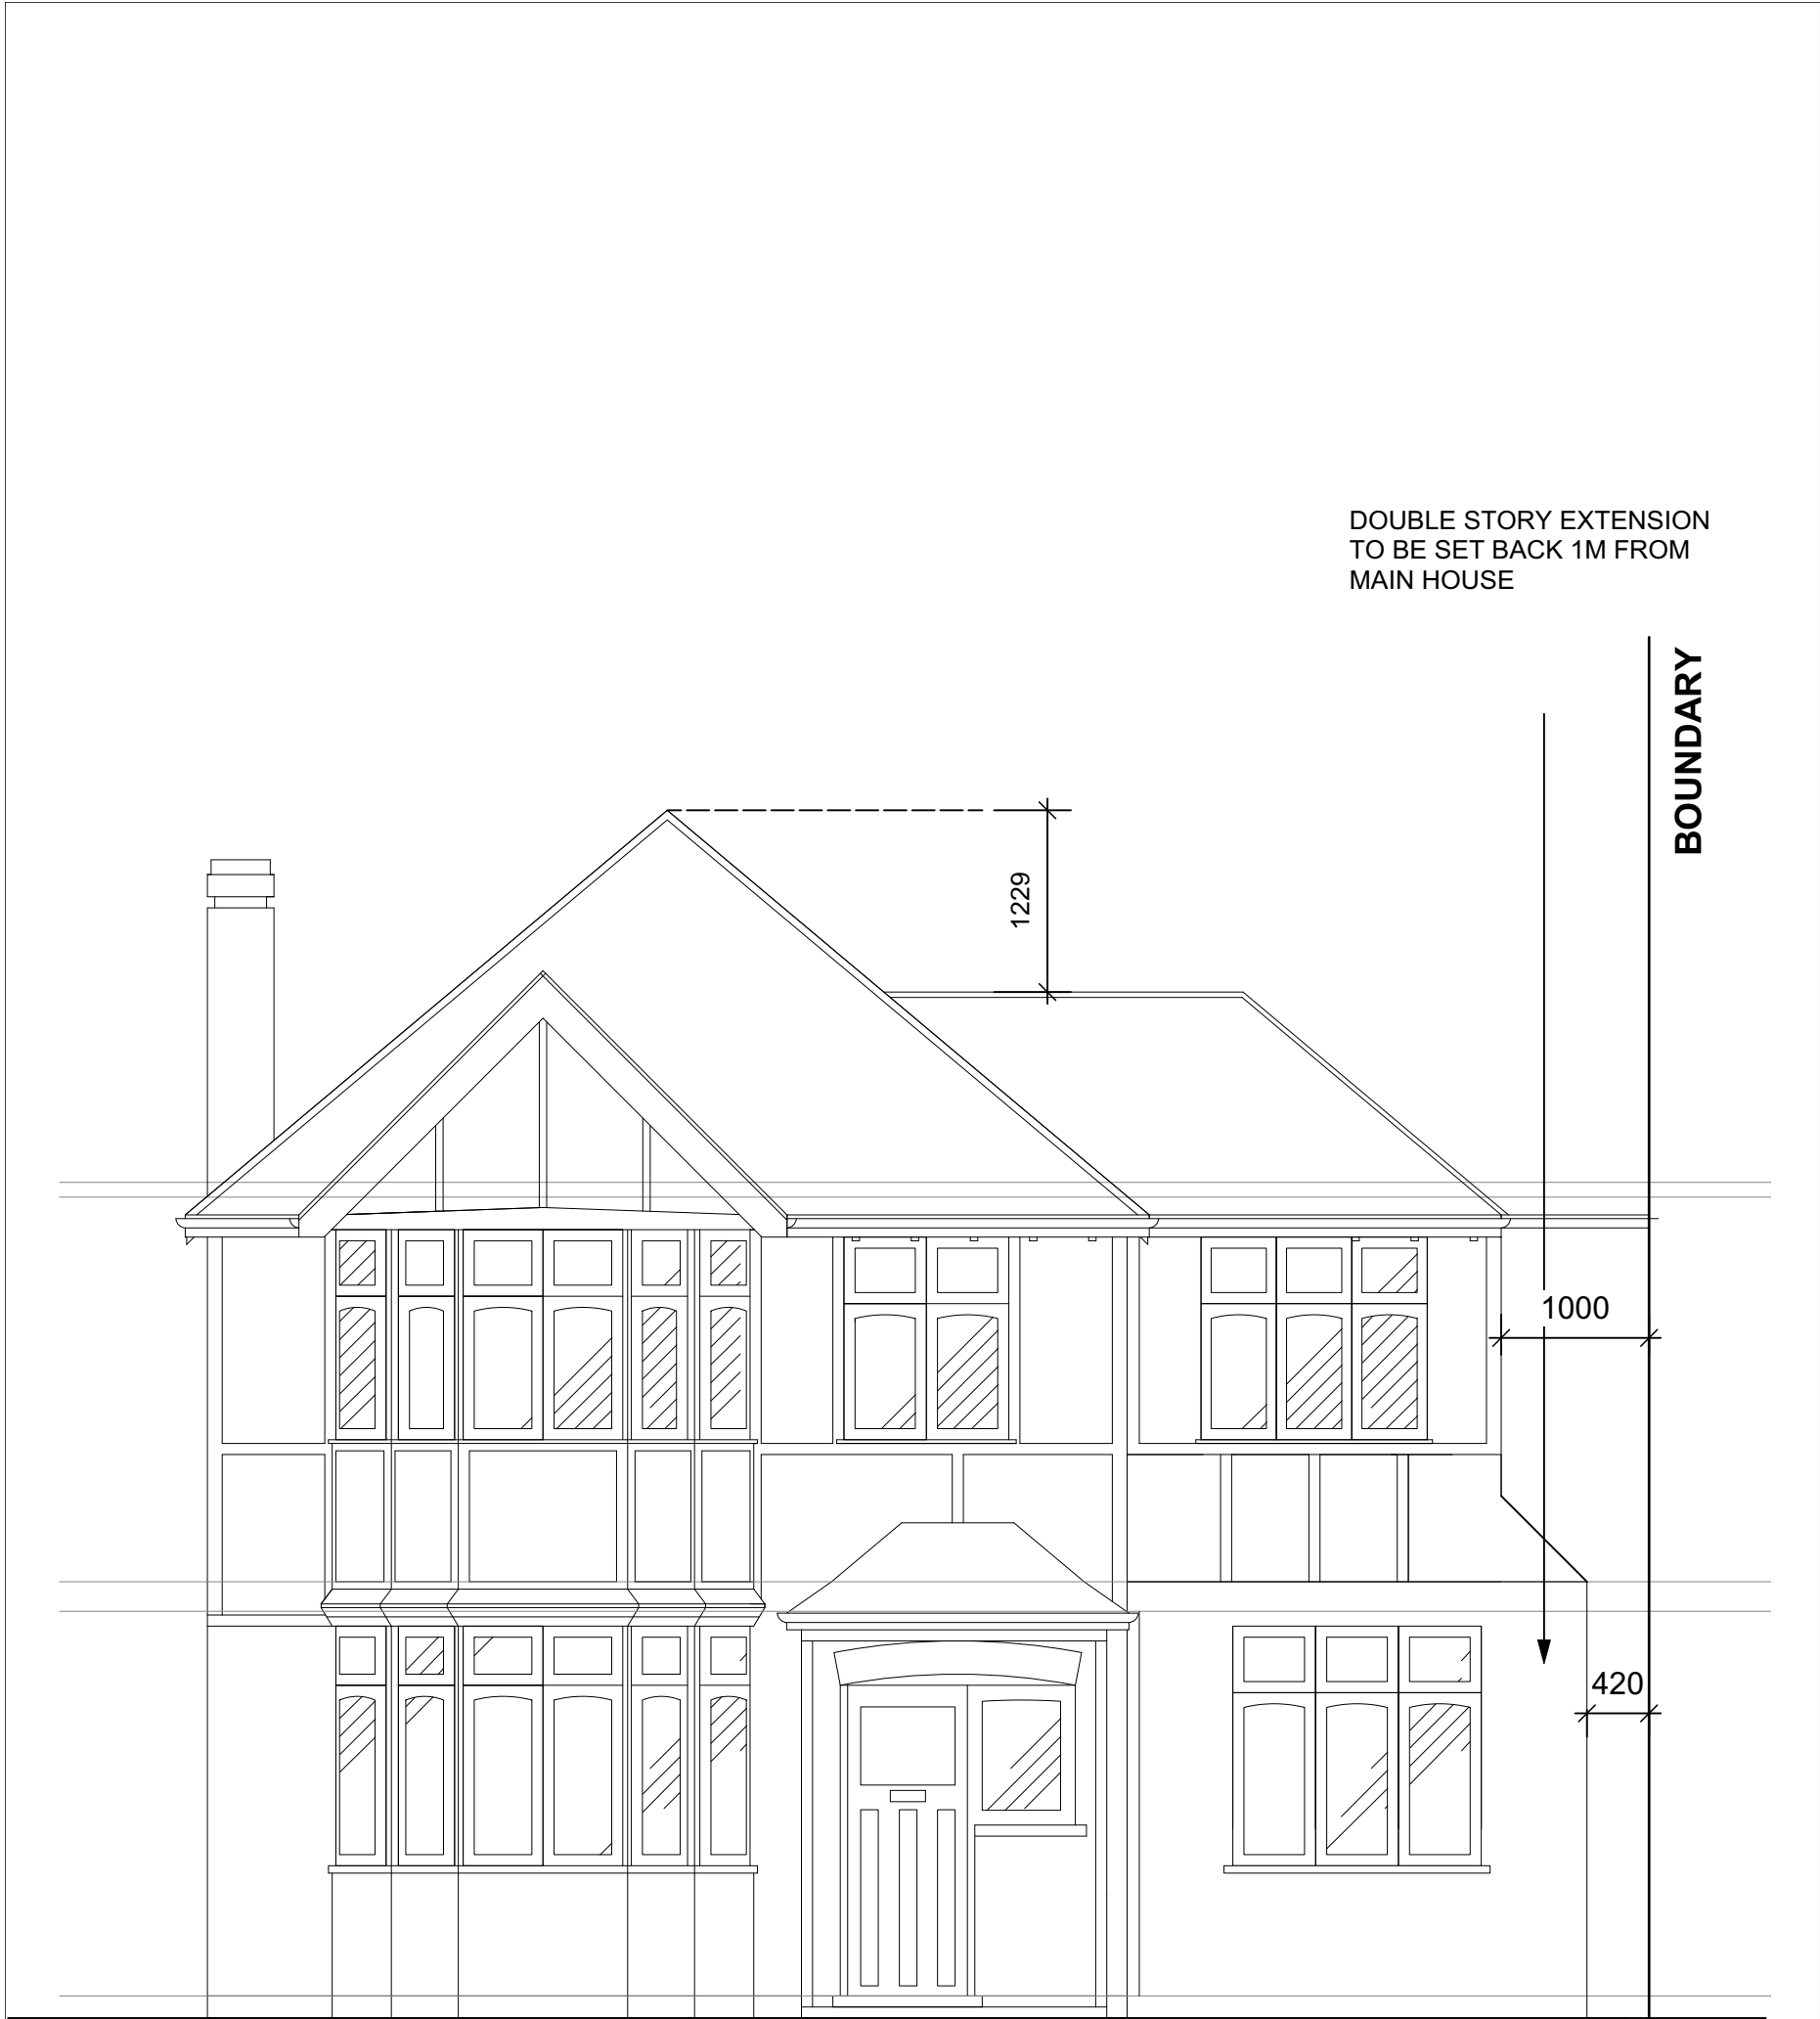 DOUBLE STORY EXTENSION
TO BE SET BACK 1M FROM
MAIN HOUSE
BOUNDARY
1229
1000
420